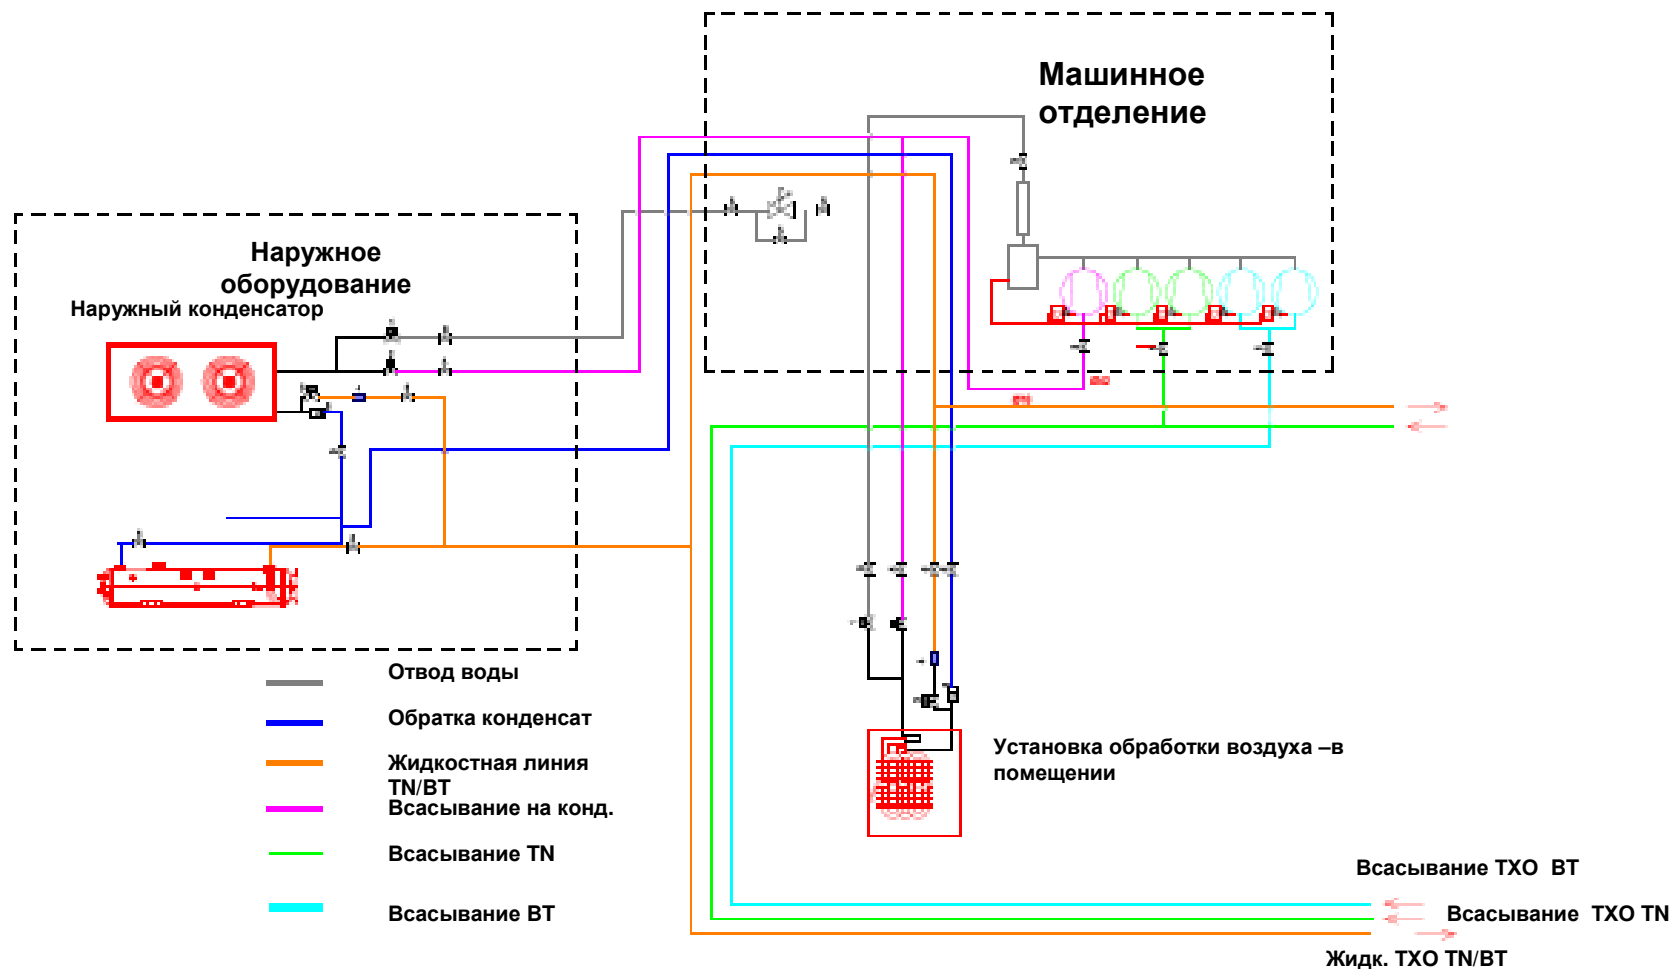 Машинное
отделение
Наружное
оборудование
Наружный конденсатор
Отвод воды
Обратка конденсат
Жидкостная линия
TN/BT
Всасывание на конд.
Всасывание TN
Всасывание BT
Установка обработки воздуха –в
помещении
Всасывание ТХО  ВТ
Всасывание  ТХО TN
Жидк. ТХО TN/BT